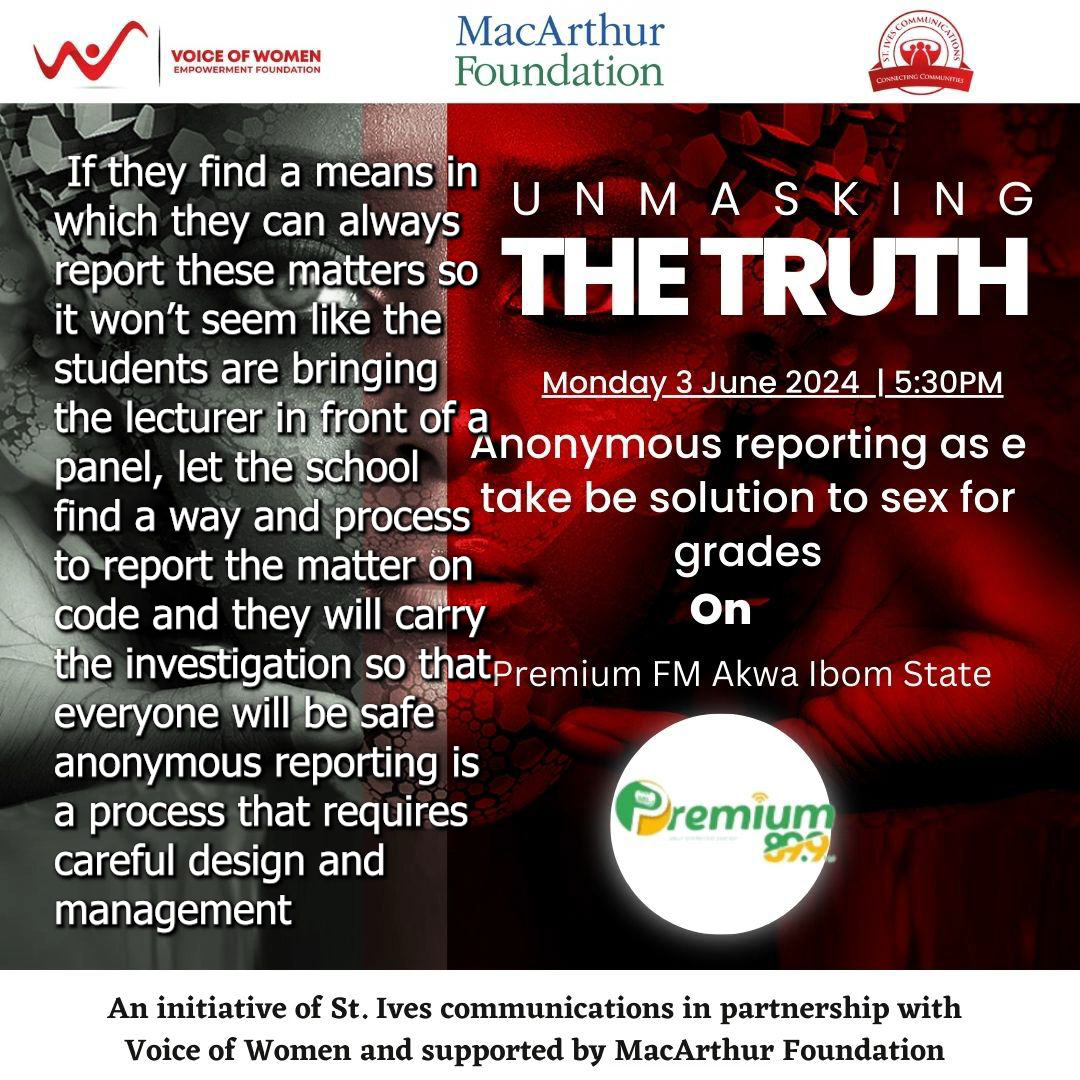 VOICE OF WOMEN
EMPOWERMENT FOUNDATION
MacArthur
Foundation
ST. IVES COMMUNICATIONS
CONNECTING COMMUNITIES
If they find a means in
which they can always
report these matters so
it won’t seem like the
students are bringing
the lecturer in front of a
panel, let the school
find a way and process
to report the matter on
code and they will carry
the investigation so that
everyone will be safe
anonymous reporting is
a process that requires
careful design and
management
UNMASKING
THE TRUTH
Monday 3 June 2024 | 5:30PM
Anonymous reporting as e
take be solution to sex for
grades
On
Premium FM Akwa Ibom State
Premium
89.9
An initiative of St. Ives communications in partnership with
Voice of Women and supported by MacArthur Foundation